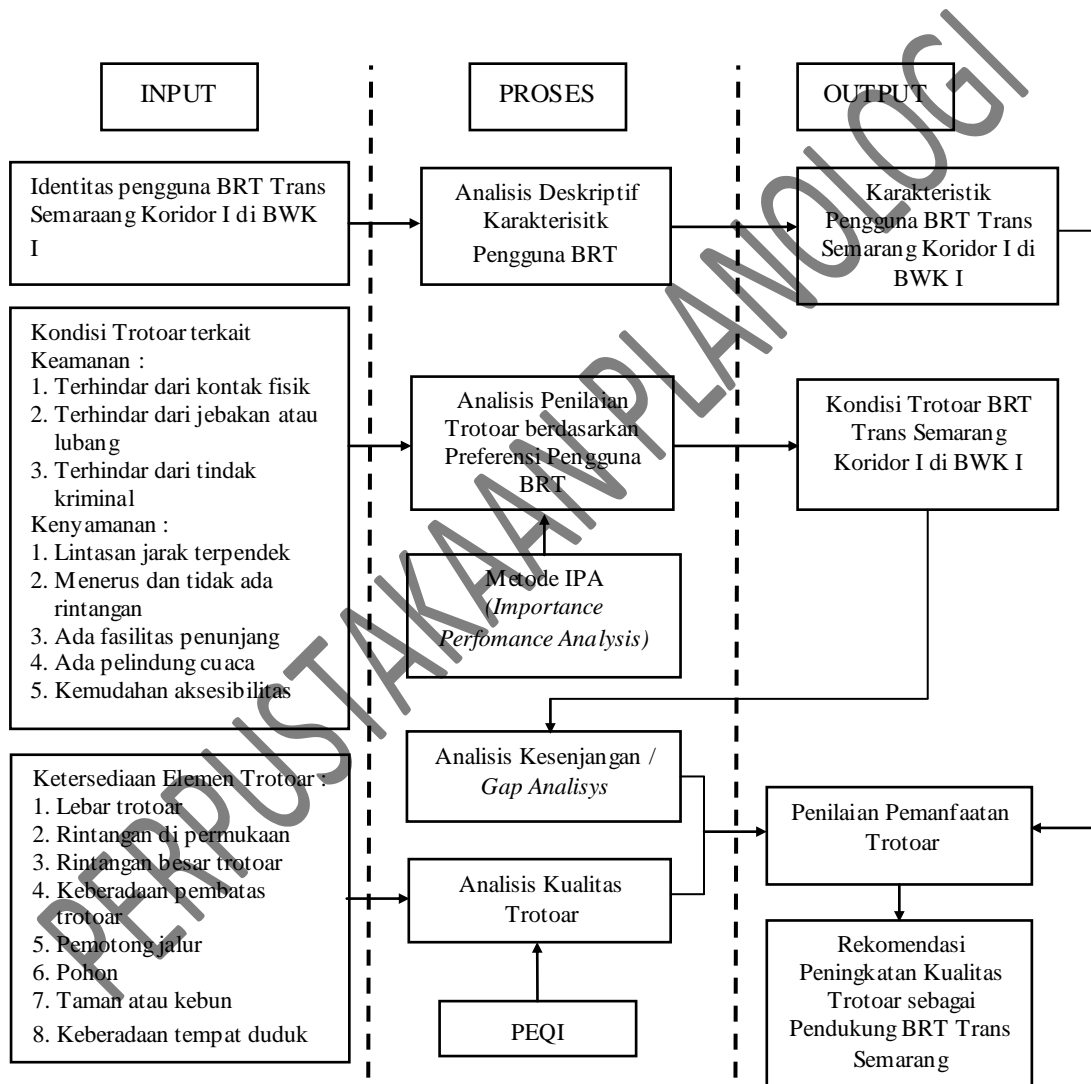 INPUT
PROSES
OUTPUT
Identitas pengguna BRT Trans
Semaraang Koridor I di BWK
I
Analisis Deskriptif
Karakterisitk
Pengguna BRT
Karakteristik
Pengguna BRT Trans
Semarang Koridor I di
BWK I
Kondisi Trotoar terkait
Keamanan :
1. Terhindar dari kontak fisik
2. Terhindar dari jebakan atau
lubang
3. Terhindar dari tindak
kriminal
Kenyamanan :
1. Lintasan jarak terpendek
2. Menerus dan tidak ada
rintangan
3. Ada fasilitas penunjang
4. Ada pelindung cuaca
5. Kemudahan aksesibilitas
Analisis Penilaian
Trotoar berdasarkan
Preferensi Pengguna
BRT
Kondisi Trotoar BRT
Trans Semarang
Koridor I di BWK I
Metode IPA
(Importance
Perfomance Analysis)
Analisis Kesenjangan /
Gap Analisys
Ketersediaan Elemen Trotoar :
1. Lebar trotoar
2. Rintangan di permukaan
3. Rintangan besar trotoar
4. Keberadaan pembatas
trotoar
5. Pemotong jalur
6. Pohon
7. Taman atau kebun
8. Keberadaan tempat duduk
Analisis Kualitas
Trotoar
PEQI
Penilaian Pemanfaatan
Trotoar
Rekomendasi
Peningkatan Kualitas
Trotoar sebagai
Pendukung BRT Trans
Semarang
PERPUSTAKAAN PLANOLOGI